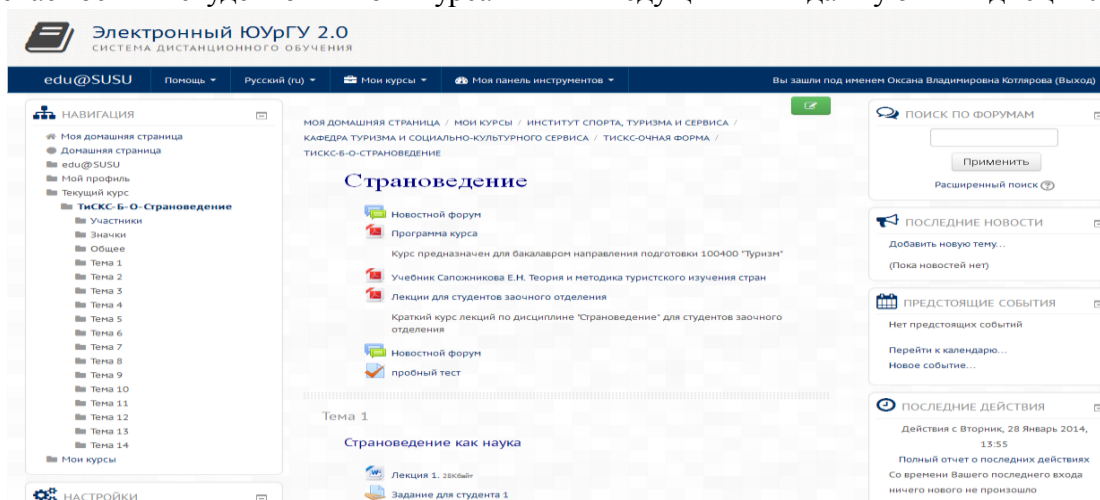 Электронный ЮУрГУ 2.0
СИСТЕМА ДИСТАНЦИОННОГО ОБУЧЕНИЯ
edu@SUSU Помощь Русский (ru) Мои курсы Моя панель инструментов Вы зашли под именем Оксана Владимировна Котлярова (Выход)
НАВИГАЦИЯ
Моя домашняя страница
Домашняя страница
edu@SUSU
Мой профиль
Текущий курс
ТиСКС-Б-О-Страноведение
Участники
Значки
Общее
Тема 1
Тема 2
Тема 3
Тема 4
Тема 5
Тема 6
Тема 7
Тема 8
Тема 9
Тема 10
Тема 11
Тема 12
Тема 13
Тема 14
Мои курсы
НАСТРОЙКИ
МОЯ ДОМАШНЯЯ СТРАНИЦА / МОИ КУРСЫ / ИНСТИТУТ СПОРТА, ТУРИЗМА И СЕРВИСА /
КАФЕДРА ТУРИЗМА И СОЦИАЛЬНО-КУЛЬТУРНОГО СЕРВИСА / ТИСКС-ОЧНАЯ ФОРМА /
ТИСКС-Б-О-СТРАНОВЕДЕНИЕ
Страноведение
Новостной форум
Программа курса
Курс предназначен для бакалавром направления подготовки 100400 "Туризм"
Учебник Сапожникова Е.Н. Теория и методика туристского изучения стран
Лекции для студентов заочного отделения
Краткий курс лекций по дисциплине "Страноведение" для студентов заочного
отделения
Новостной форум
пробный тест
Тема 1
Страноведение как наука
Лекция 1. 28Кбайт
Задание для студента 1
ПОИСК ПО ФОРУМАМ
Применить
Расширенный поиск
ПОСЛЕДНИЕ НОВОСТИ
Добавить новую тему...
(Пока новостей нет)
ПРЕДСТОЯЩИЕ СОБЫТИЯ
Нет предстоящих событий
Перейти к календарю...
Новое событие...
ПОСЛЕДНИЕ ДЕЙСТВИЯ
Действия с Вторник, 28 Январь 2014,
13:55
Полный отчет о последних действиях
Со времени Вашего последнего входа
ничего нового не произошло